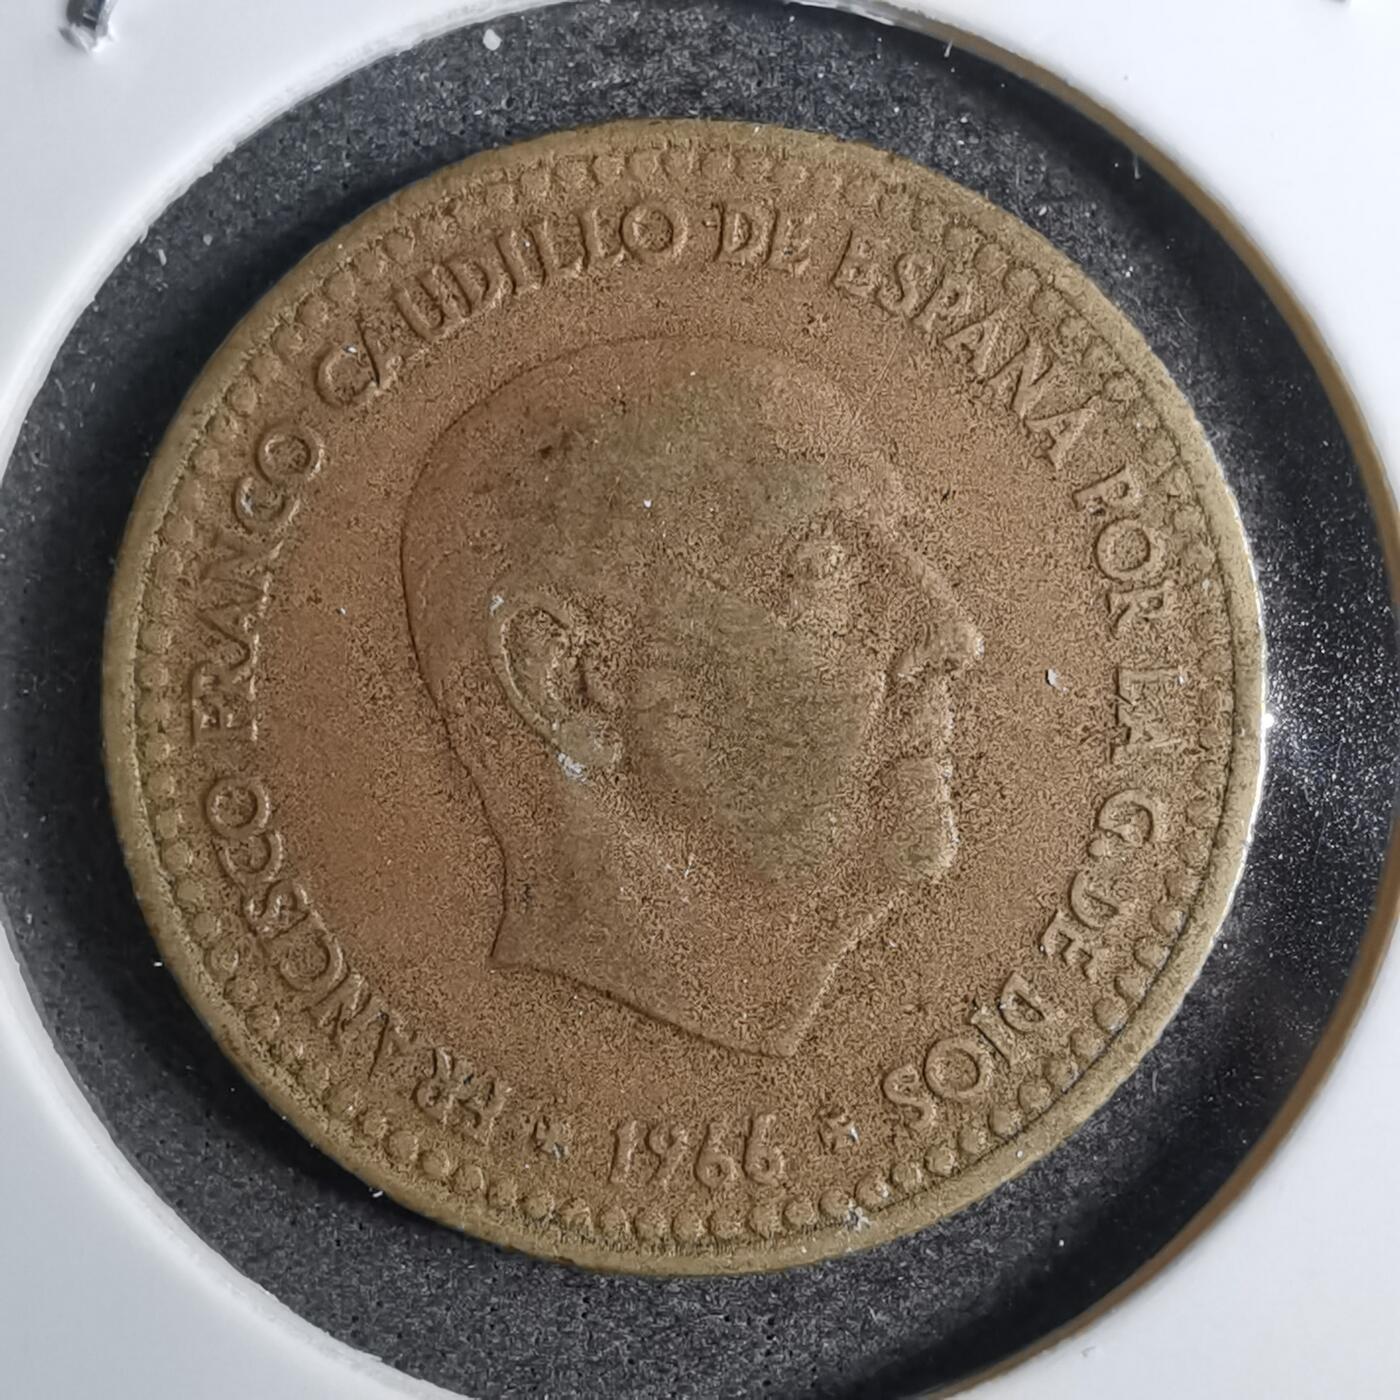 FRANCISCO FRANCO CAUDILLO DE ESPAÑA POR LA G. DE DIOS
* 1966 *